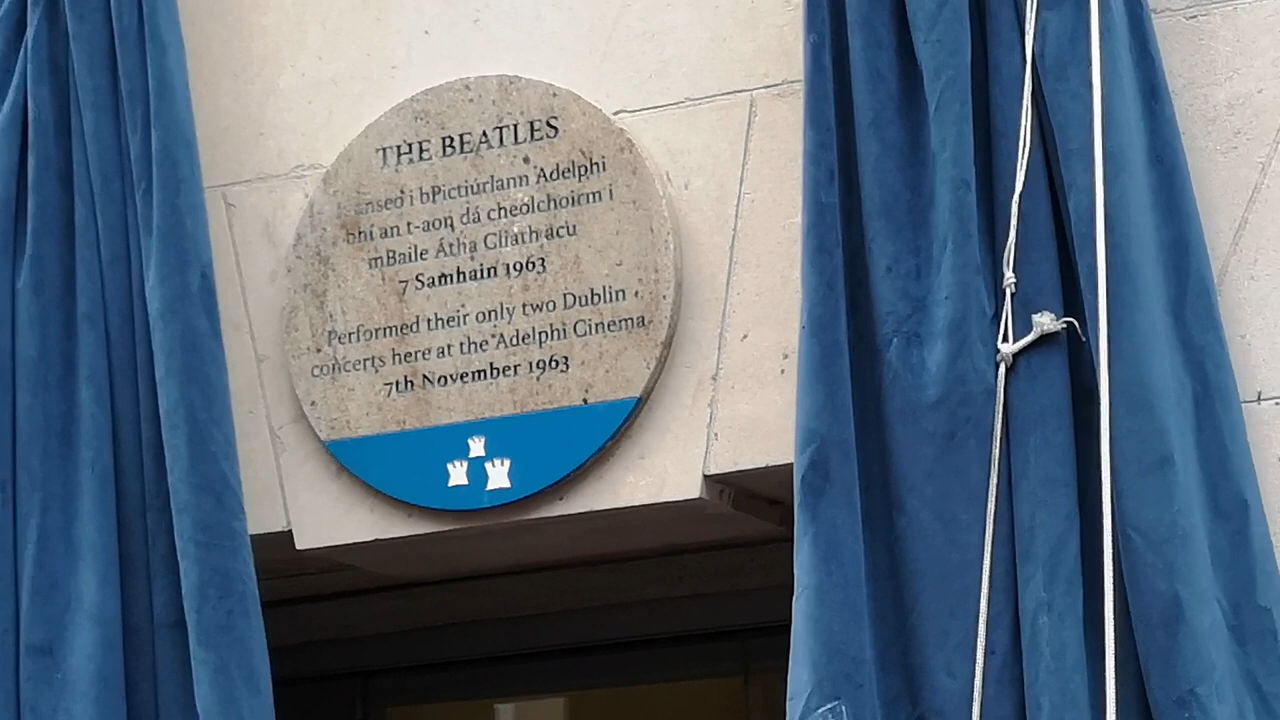 THE BEATLES
anseo i bPictiúrlann Adelphi
bhí an t-aon dá cheolchoirm i
mBaile Átha Cliath acu
7 Samhain 1963
Performed their only two Dublin
concerts here at the Adelphi Cinema
7th November 1963